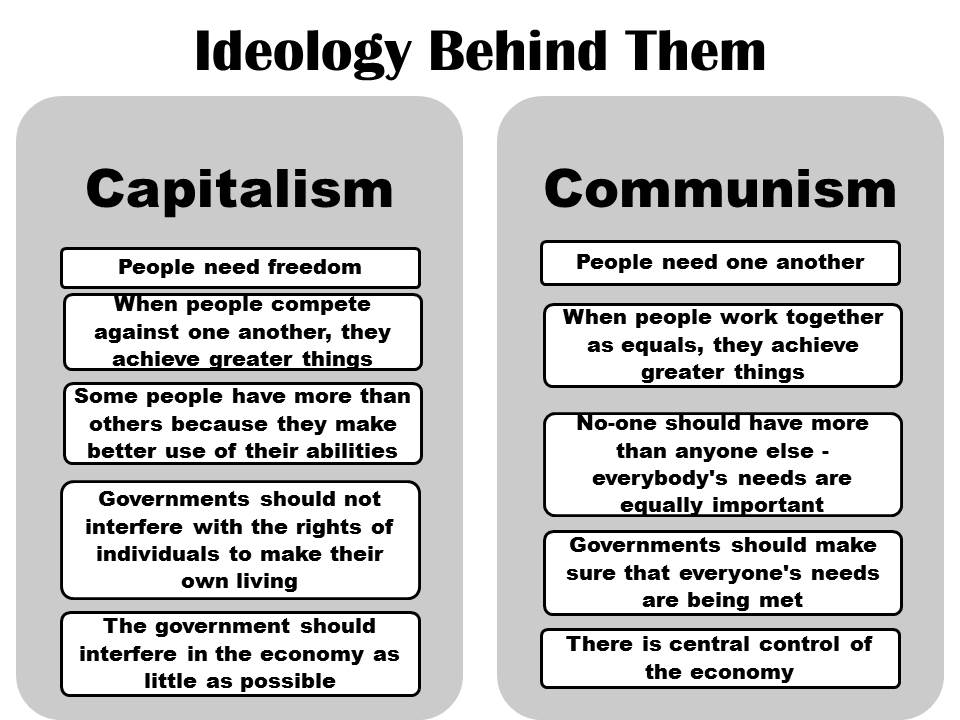 Ideology Behind Them
Capitalism
People need freedom
When people compete
against one another, they
achieve greater things
Some people have more than
others because they make
better use of their abilities
Governments should not
interfere with the rights of
individuals to make their
own living
The government should
interfere in the economy as
little as possible
Communism
People need one another
When people work together
as equals, they achieve
greater things
No-one should have more
than anyone else -
everybody's needs are
equally important
Governments should make
sure that everyone's needs
are being met
There is central control of
the economy